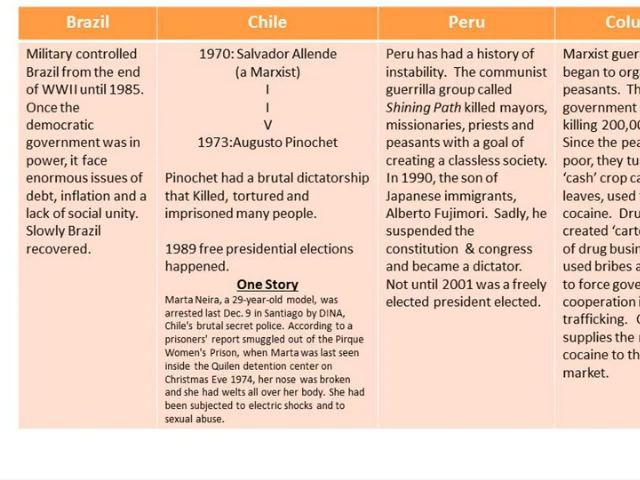 Brazil
Military controlled
Brazil from the end
of WWII until 1985.
Once the
democratic
government was in
power, it face
enormous issues of
debt, inflation and a
lack of social unity.
Slowly Brazil
recovered.
Chile
1970: Salvador Allende
(a Marxist)
I
I
V
1973:Augusto Pinochet
Pinochet had a brutal dictatorship
that Killed, tortured and
imprisoned many people.
1989 free presidential elections
happened.
One Story
Marta Neira, a 29-year-old model, was
arrested last Dec. 9 in Santiago by DINA,
Chile's brutal secret police. According to a
prisoners' report smuggled out of the Pirque
Women's Prison, when Marta was last seen
inside the Quilen detention center on
Christmas Eve 1974, her nose was broken
and she had welts all over her body. She had
been subjected to electric shocks and to
sexual abuse.
Peru
Peru has had a history of
instability. The communist
guerrilla group called
Shining Path killed mayors,
missionaries, priests and
peasants with a goal of
creating a classless society.
In 1990, the son of
Japanese immigrants,
Alberto Fujimori. Sadly, he
suspended the
constitution & congress
and became a dictator.
Not until 2001 was a freely
elected president elected.
Colu
Marxist guer
began to org
peasants. Th
government
killing 200,00
Since the pea
poor, they tu
'cash' crop ca
leaves, used
cocaine. Dru
created 'carte
of drug busin
used bribes a
to force gove
cooperation i
trafficking. C
supplies the
cocaine to th
market.